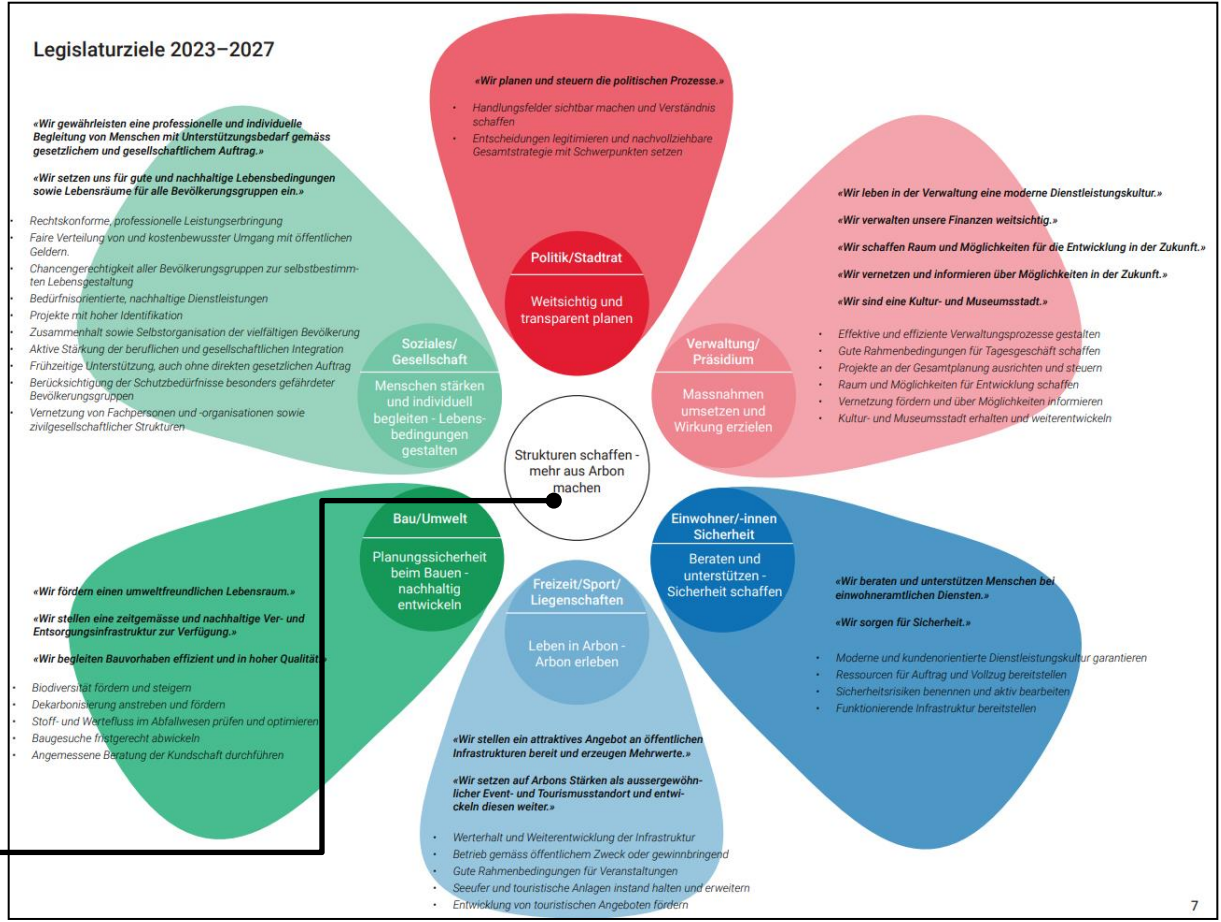 Legislaturziele 2023–2027
«Wir planen und steuern die politischen Prozesse.»
• Handlungsfelder sichtbar machen und Verständnis
schaffen
• Entscheidungen legitimieren und nachvollziehbare
Gesamtstrategie mit Schwerpunkten setzen
Politik/Stadtrat
Weitsichtig und
transparent planen
«Wir gewährleisten eine professionelle und individuelle
Begleitung von Menschen mit Unterstützungsbedarf gemäss
gesetzlichem und gesellschaftlichem Auftrag.»
«Wir setzen uns für gute und nachhaltige Lebensbedingungen
sowie Lebensräume für alle Bevölkerungsgruppen ein.»
• Rechtskonforme, professionelle Leistungserbringung
• Faire Verteilung von und kostenbewusster Umgang mit öffentlichen
Geldern.
• Chancengerechtigkeit aller Bevölkerungsgruppen zur selbstbestimm-
ten Lebensgestaltung
• Bedürfnisorientierte, nachhaltige Dienstleistungen
• Projekte mit hoher Identifikation
• Zusammenhalt sowie Selbstorganisation der vielfältigen Bevölkerung
• Aktive Stärkung der beruflichen und gesellschaftlichen Integration
• Frühzeitige Unterstützung, auch ohne direkten gesetzlichen Auftrag
• Berücksichtigung der Schutzbedürfnisse besonders gefährdeter
Bevölkerungsgruppen
• Vernetzung von Fachpersonen und -organisationen sowie
zivilgesellschaftlicher Strukturen
Soziales/
Gesellschaft
Menschen stärken
und individuell
begleiten - Lebens-
bedingungen
gestalten
«Wir leben in der Verwaltung eine moderne Dienstleistungskultur.»
«Wir verwalten unsere Finanzen weitsichtig.»
«Wir schaffen Raum und Möglichkeiten für die Entwicklung in der Zukunft.»
«Wir vernetzen und informieren über Möglichkeiten in der Zukunft.»
«Wir sind eine Kultur- und Museumsstadt.»
• Effektive und effiziente Verwaltungsprozesse gestalten
• Gute Rahmenbedingungen für Tagesgeschäft schaffen
• Projekte an der Gesamtplanung ausrichten und steuern
• Raum und Möglichkeiten für Entwicklung schaffen
• Vernetzung fördern und über Möglichkeiten informieren
• Kultur- und Museumsstadt erhalten und weiterentwickeln
Verwaltung/
Präsidium
Massnahmen
umsetzen und
Wirkung erzielen
Strukturen schaffen -
mehr aus Arbon
machen
Bau/Umwelt
Planungssicherheit
beim Bauen -
nachhaltig
entwickeln
«Wir fördern einen umweltfreundlichen Lebensraum.»
«Wir stellen eine zeitgemässe und nachhaltige Ver- und
Entsorgungsinfrastruktur zur Verfügung.»
«Wir begleiten Bauvorhaben effizient und in hoher Qualität.»
• Biodiversität fördern und steigern
• Dekarbonisierung anstreben und fördern
• Stoff- und Wertefluss im Abfallwesen prüfen und optimieren
• Baugesuche fristgerecht abwickeln
• Angemessene Beratung der Kundschaft durchführen
Freizeit/Sport/
Liegenschaften
Leben in Arbon -
Arbon erleben
«Wir stellen ein attraktives Angebot an öffentlichen
Infrastrukturen bereit und erzeugen Mehrwerte.»
«Wir setzen auf Arbons Stärken als aussergewöhn-
licher Event- und Tourismusstandort und entwi-
ckeln diesen weiter.»
• Werterhalt und Weiterentwicklung der Infrastruktur
• Betrieb gemäss öffentlichem Zweck oder gewinnbringend
• Gute Rahmenbedingungen für Veranstaltungen
• Seeufer und touristische Anlagen instand halten und erweitern
• Entwicklung von touristischen Angeboten fördern
Einwohner/-innen
Sicherheit
Beraten und
unterstützen -
Sicherheit schaffen
«Wir beraten und unterstützen Menschen bei
einwohneramtlichen Diensten.»
«Wir sorgen für Sicherheit.»
• Moderne und kundenorientierte Dienstleistungskultur garantieren
• Ressourcen für Auftrag und Vollzug bereitstellen
• Sicherheitsrisiken benennen und aktiv bearbeiten
• Funktionierende Infrastruktur bereitstellen
7